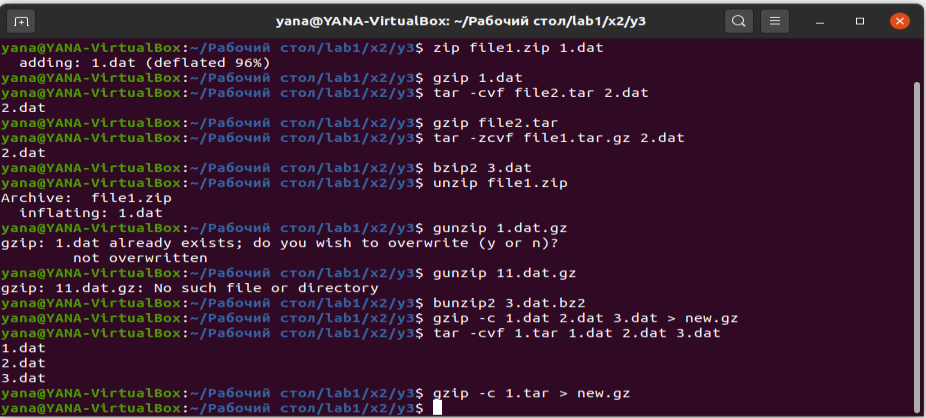 yana@YANA-VirtualBox: ~/Рабочий стол/lab1/x2/y3
yana@YANA-VirtualBox:~/Рабочий стол/lab1/x2/y3$ zip file1.zip 1.dat
  adding: 1.dat (deflated 96%)
yana@YANA-VirtualBox:~/Рабочий стол/lab1/x2/y3$ gzip 1.dat
yana@YANA-VirtualBox:~/Рабочий стол/lab1/x2/y3$ tar -cvf file2.tar 2.dat
2.dat
yana@YANA-VirtualBox:~/Рабочий стол/lab1/x2/y3$ gzip file2.tar
yana@YANA-VirtualBox:~/Рабочий стол/lab1/x2/y3$ tar -zcvf file1.tar.gz 2.dat
2.dat
yana@YANA-VirtualBox:~/Рабочий стол/lab1/x2/y3$ bzip2 3.dat
yana@YANA-VirtualBox:~/Рабочий стол/lab1/x2/y3$ unzip file1.zip
Archive:  file1.zip
  inflating: 1.dat
yana@YANA-VirtualBox:~/Рабочий стол/lab1/x2/y3$ gunzip 1.dat.gz
gzip: 1.dat already exists; do you wish to overwrite (y or n)?
        not overwritten
yana@YANA-VirtualBox:~/Рабочий стол/lab1/x2/y3$ gunzip 11.dat.gz
gzip: 11.dat.gz: No such file or directory
yana@YANA-VirtualBox:~/Рабочий стол/lab1/x2/y3$ bunzip2 3.dat.bz2
yana@YANA-VirtualBox:~/Рабочий стол/lab1/x2/y3$ gzip -c 1.dat 2.dat 3.dat > new.gz
yana@YANA-VirtualBox:~/Рабочий стол/lab1/x2/y3$ tar -cvf 1.tar 1.dat 2.dat 3.dat
1.dat
2.dat
3.dat
yana@YANA-VirtualBox:~/Рабочий стол/lab1/x2/y3$ gzip -c 1.tar > new.gz
yana@YANA-VirtualBox:~/Рабочий стол/lab1/x2/y3$